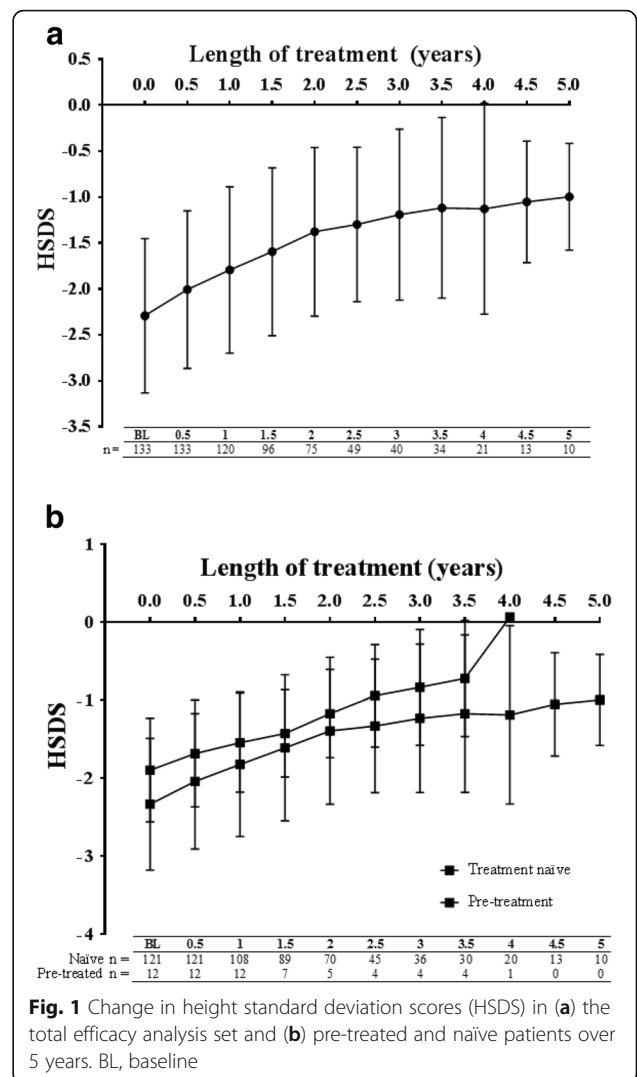 a
Length of treatment (years)
0.5
0.0
-0.5
-1.0
-1.5
-2.0
-2.5
-3.0
-3.5
HSDS
0.0 0.5 1.0 1.5 2.0 2.5 3.0 3.5 4.0 4.5 5.0
BL 0.5 1 1.5 2 2.5 3 3.5 4 4.5 5
n= 133 133 120 96 75 49 40 34 21 13 10
b
Length of treatment (years)
1
0
-1
-2
-3
-4
HSDS
0.0 0.5 1.0 1.5 2.0 2.5 3.0 3.5 4.0 4.5 5.0
Treatment naïve
Pre-treatment
BL 0.5 1 1.5 2 2.5 3 3.5 4 4.5 5
Naïve n = 121 121 108 89 70 45 36 30 20 13 10
Pre-treated n = 12 12 12 7 5 4 4 4 1 0 0
Fig. 1 Change in height standard deviation scores (HSDS) in (a) the
total efficacy analysis set and (b) pre-treated and naïve patients over
5 years. BL, baseline